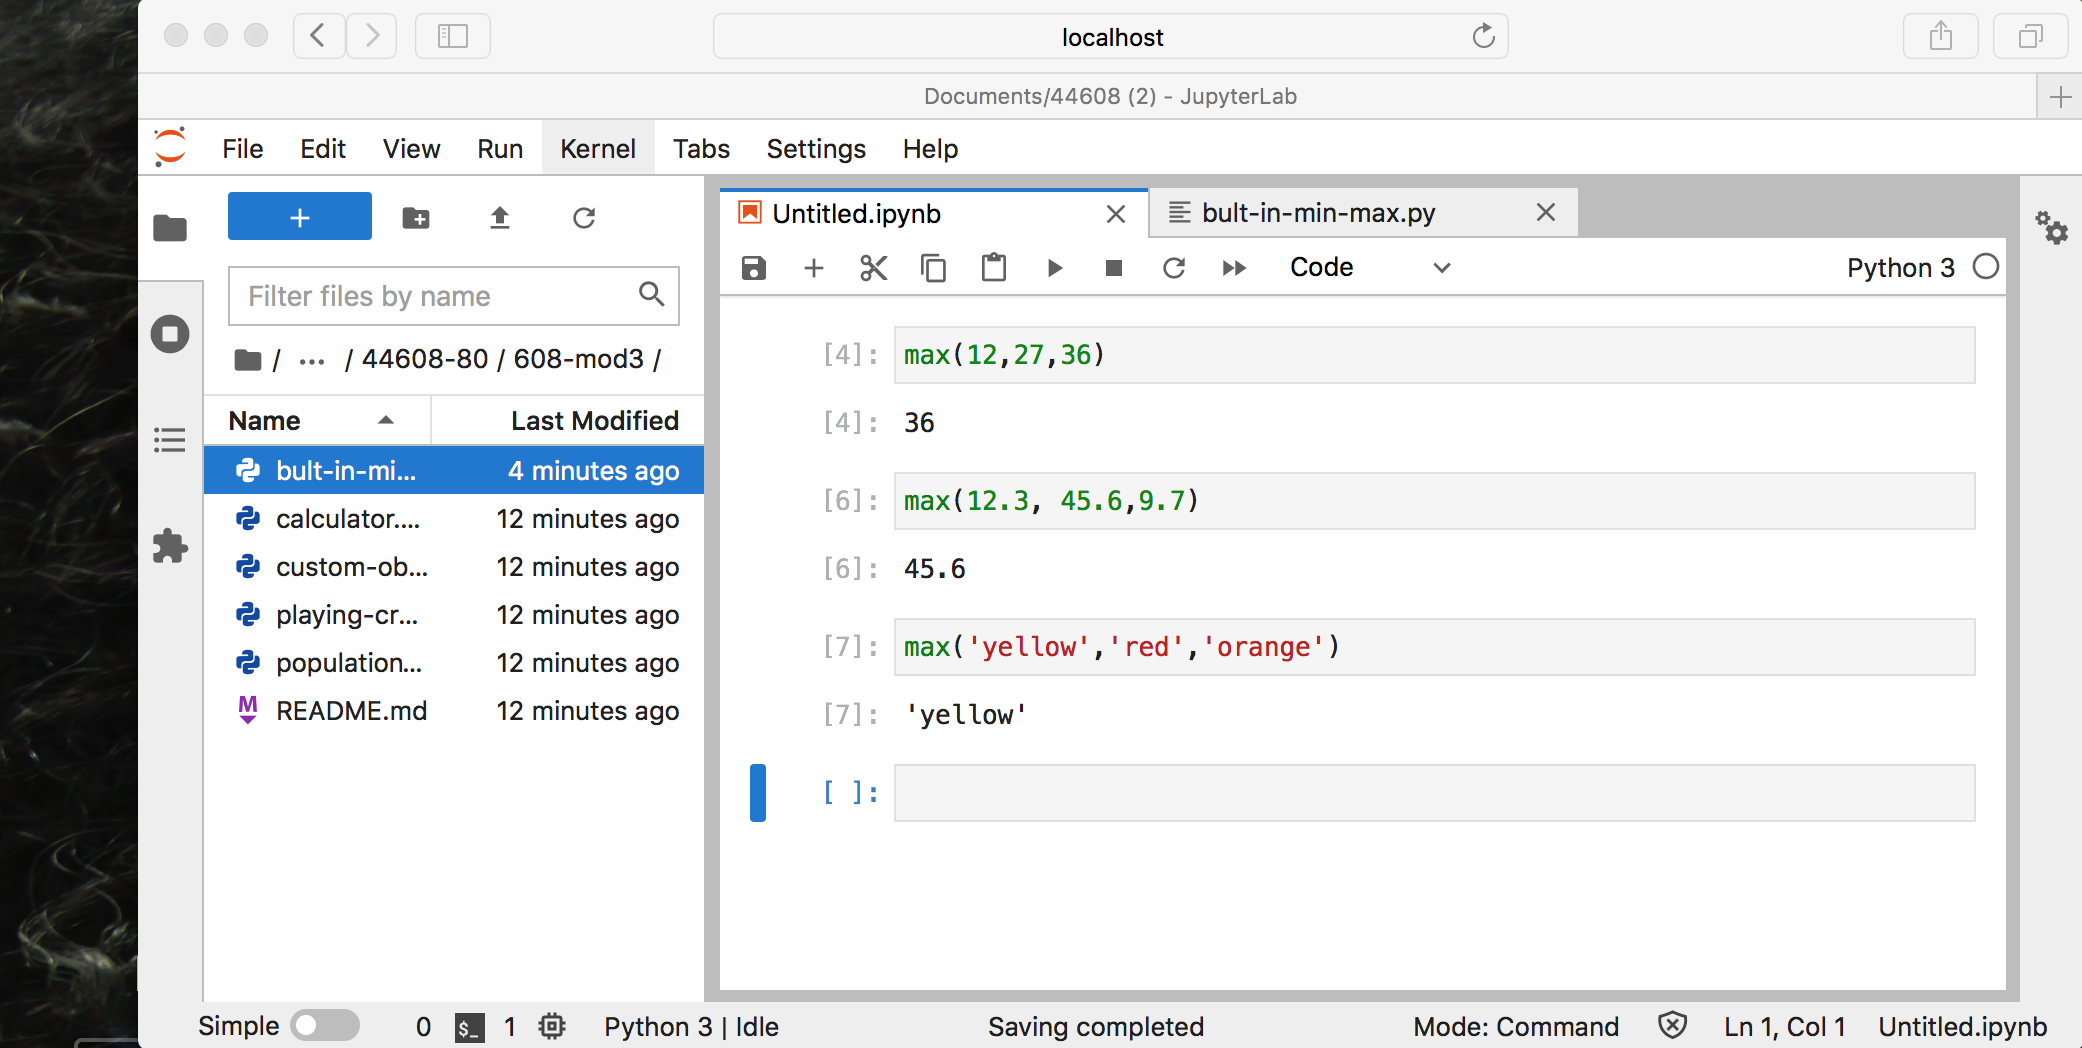 localhost
Documents/44608 (2) - JupyterLab
File Edit View Run Kernel Tabs Settings Help
+
Filter files by name
/ ... / 44608-80 / 608-mod3 /
Name Last Modified
bult-in-mi... 4 minutes ago
calculator.... 12 minutes ago
custom-ob... 12 minutes ago
playing-cr... 12 minutes ago
population... 12 minutes ago
README.md 12 minutes ago
Untitled.ipynb bult-in-min-max.py
Code Python 3
[4]: max(12,27,36)
[4]: 36
[6]: max(12.3, 45.6,9.7)
[6]: 45.6
[7]: max('yellow','red','orange')
[7]: 'yellow'
[ ]:
Simple 0 $_ 1 Python 3 | Idle Saving completed Mode: Command Ln 1, Col 1 Untitled.ipynb